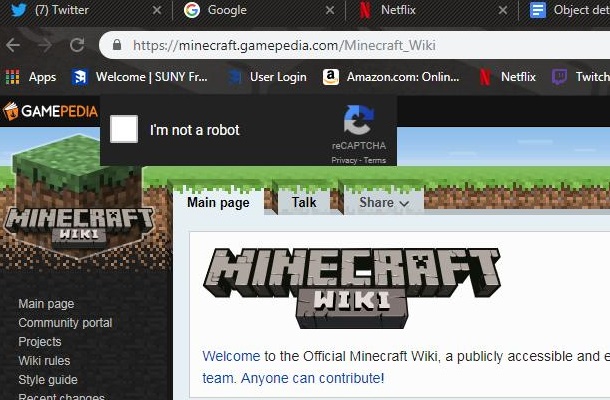 (7) Twitter
Google
Netflix
Object det
https://minecraft.gamepedia.com/Minecraft_Wiki
Apps
Welcome | SUNY Fr...
User Login
Amazon.com: Onlin...
Netflix
Twitch
GAMEPEDIA
I'm not a robot
reCAPTCHA
Privacy - Terms
MINECRAFT
WIKI
Main page
Talk
Share
MINECRAFT
WIKI
Main page
Community portal
Projects
Wiki rules
Style guide
Recent changes
Welcome to the Official Minecraft Wiki, a publicly accessible and e
team. Anyone can contribute!